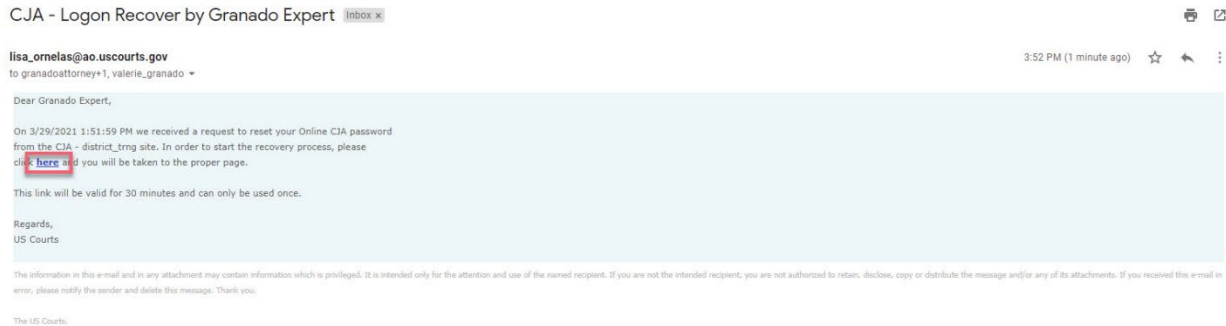 CJA - Logon Recover by Granado Expert Inbox x
lisa_ornelas@ao.uscourts.gov 3:52 PM (1 minute ago)
to granadoattorney+1, valerie_granado
Dear Granado Expert,
On 3/29/2021 1:51:59 PM we received a request to reset your Online CJA password
from the CJA - district_trng site. In order to start the recovery process, please
click here and you will be taken to the proper page.
This link will be valid for 30 minutes and can only be used once.
Regards,
US Courts
The information in this e-mail and in any attachment may contain information which is privileged. It is intended only for the attention and use of the named recipient. If you are not the intended recipient, you are not authorized to retain, disclose, copy or distribute the message and/or any of its attachments. If you received this e-mail in
error, please notify the sender and delete this message. Thank you.
The US Courts.